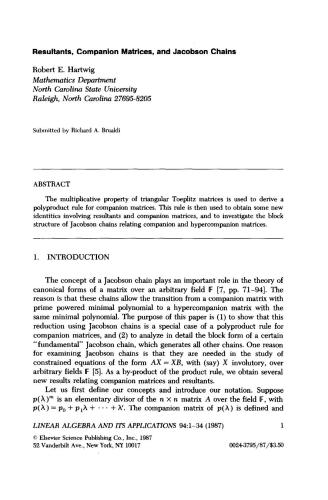 Resultants, Companion Matrices, and Jacobson Chains
Robert E. Hartwig
Mathematics Department
North Carolina State University
Raleigh, North Carolina 27695-8205
Submitted by Richard A. Brualdi
ABSTRACT
The multiplicative property of triangular Toeplitz matrices is used to derive a
polyproduct rule for companion matrices. This rule is then used to obtain some new
identities involving resultants and companion matrices, and to investigate the block
structure of Jacobson chains relating companion and hypercompanion matrices.
1. INTRODUCTION
The concept of a Jacobson chain plays an important role in the theory of
canonical forms of a matrix over an arbitrary field 𝔽 [7, pp. 71–94]. The
reason is that these chains allow the transition from a companion matrix with
prime powered minimal polynomial to a hypercompanion matrix with the
same minimal polynomial. The purpose of this paper is (1) to show that this
reduction using Jacobson chains is a special case of a polyproduct rule for
companion matrices, and (2) to analyze in detail the block form of a certain
“fundamental” Jacobson chain, which generates all other chains. One reason
for examining Jacobson chains is that they are needed in the study of
constrained equations of the form AX = XB, with (say) X involutory, over
arbitrary fields 𝔽 [5]. As a by-product of the product rule, we obtain several
new results relating companion matrices and resultants.
Let us first define our concepts and introduce our notation. Suppose
p(λ)ᵐ is an elementary divisor of the n × n matrix A over the field 𝔽, with
p(λ) = p₀ + p₁λ + ··· + λʳ. The companion matrix of p(λ) is defined and
LINEAR ALGEBRA AND ITS APPLICATIONS 94:1–34 (1987) 1
© Elsevier Science Publishing Co., Inc., 1987
52 Vanderbilt Ave., New York, NY 10017 0024-3795/87/$3.50